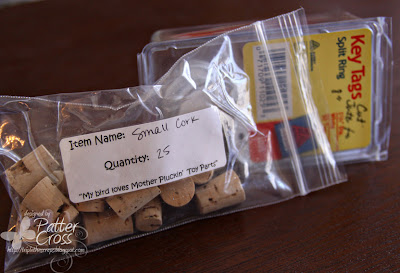 Item Name: Small Cork
Quantity: 25
"My bird loves Mother Pluckin' Toy Parts"
Key Tags
Split Ring
designed by
Patter
Cross